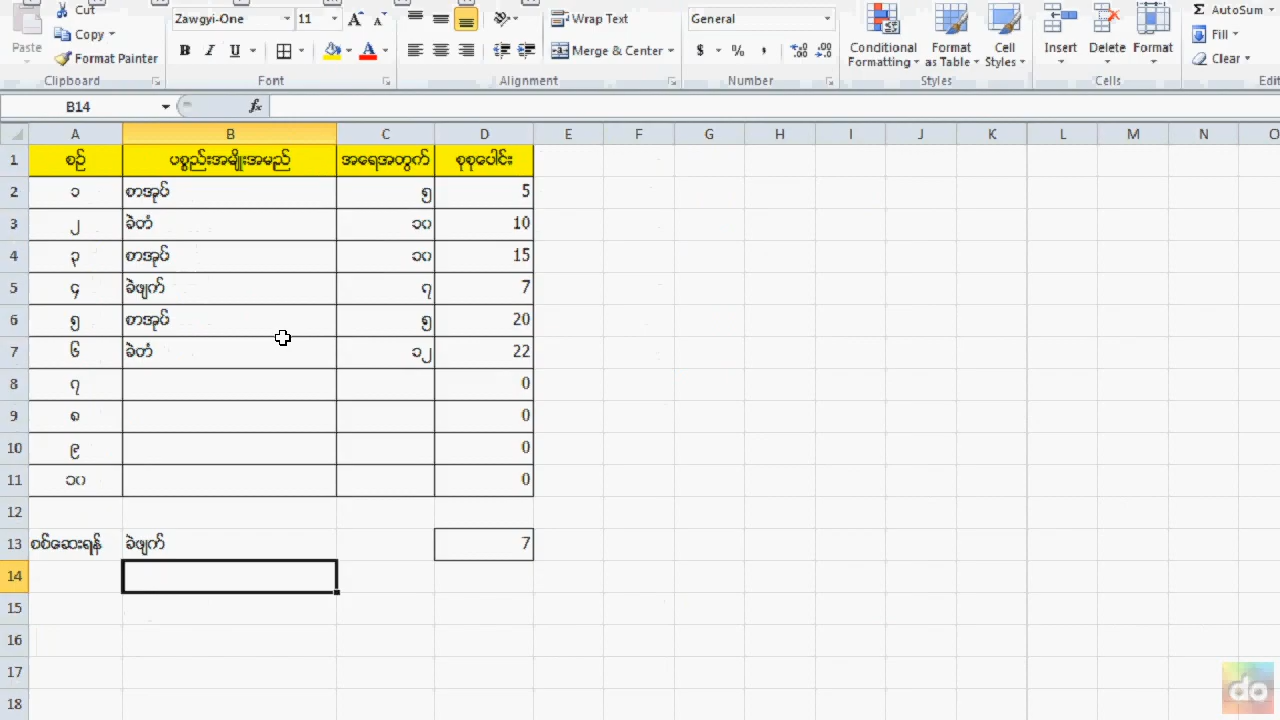 Cut
Paste
Copy
Format Painter
Clipboard
Zawgyi-One 11
A A
B I U
A
Font
Wrap Text
Merge & Center
Alignment
General
$ % ,
Number
Conditional Formatting
Format as Table
Cell Styles
Styles
Insert
Delete
Format
Cells
Σ AutoSum
Fill
Clear
Edit
B14 fx
A B C D E F G H I J K L M N O
1 စဉ် ပစ္စည်းအမျိုးအမည် အရေအတွက် စုစုပေါင်း
2 ၁ စာအုပ် ၅ 5
3 ၂ ခဲတံ ၁၀ 10
4 ၃ စာအုပ် ၁၀ 15
5 ၄ ခဲဖျက် ၇ 7
6 ၅ စာအုပ် ၅ 20
7 ၆ ခဲတံ ၁၂ 22
8 ၇ 0
9 ၈ 0
10 ၉ 0
11 ၁၀ 0
12
13 စစ်ဆေးရန် ခဲဖျက် 7
14
15
16
17
18
do